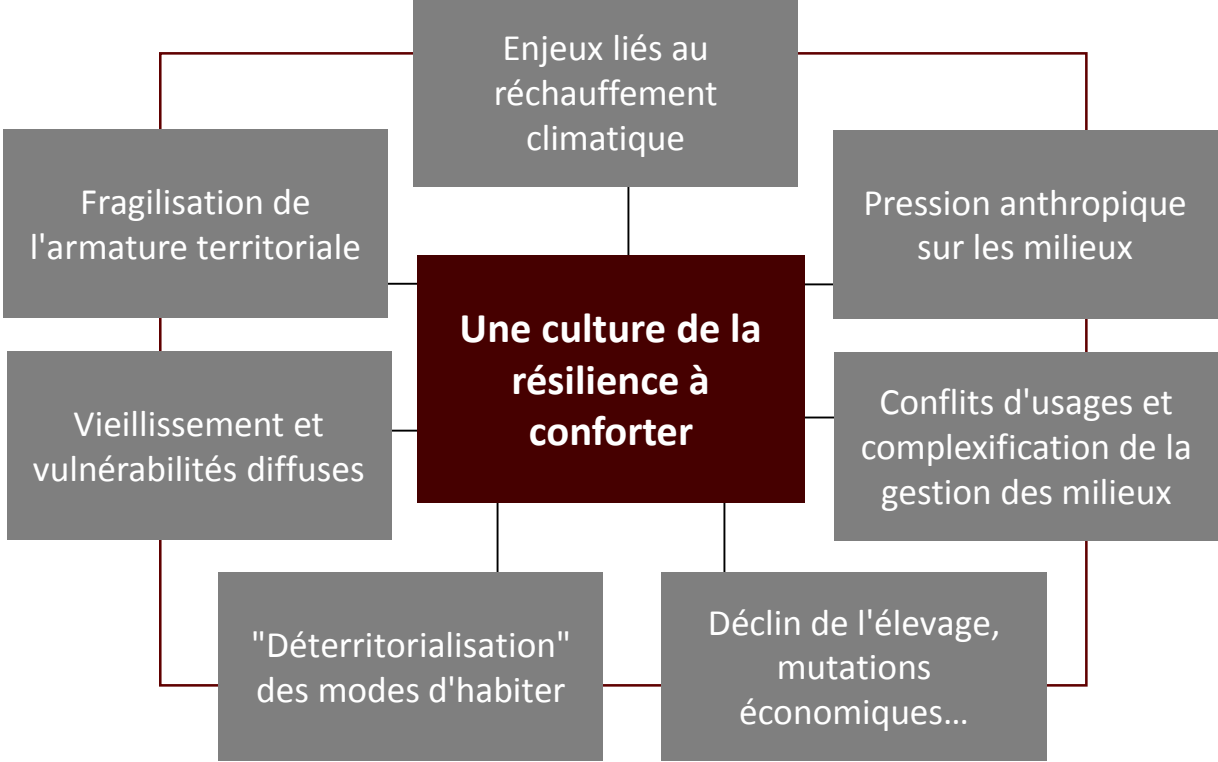 Enjeux liés au
réchauffement
climatique
Fragilisation de
l'armature territoriale
Pression anthropique
sur les milieux
Une culture de la
résilience à
conforter
Vieillissement et
vulnérabilités diffuses
Conflits d'usages et
complexification de la
gestion des milieux
"Déterritorialisation"
des modes d'habiter
Déclin de l'élevage,
mutations
économiques…